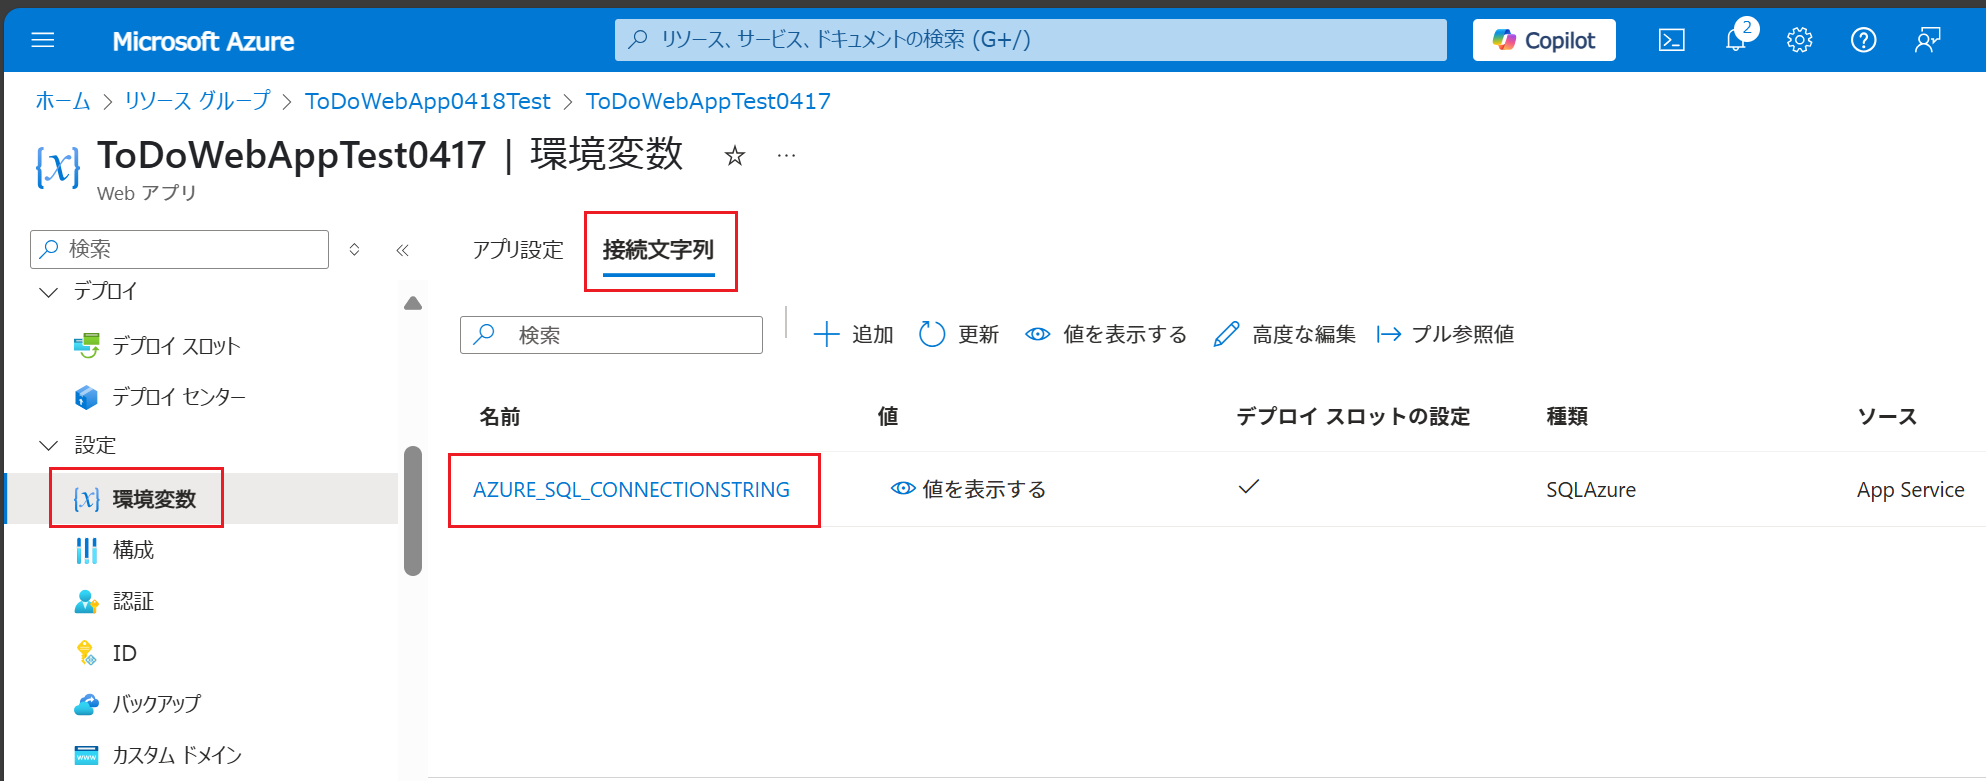 Microsoft Azure
リソース、サービス、ドキュメントの検索 (G+/)
Copilot
2
ホーム > リソース グループ > ToDoWebApp0418Test > ToDoWebAppTest0417
{x} ToDoWebAppTest0417 | 環境変数 ☆ …
Web アプリ
検索
デプロイ
デプロイ スロット
デプロイ センター
設定
{x} 環境変数
構成
認証
ID
バックアップ
www カスタム ドメイン
アプリ設定 接続文字列
検索 追加 更新 値を表示する 高度な編集 プル参照値
名前 値 デプロイ スロットの設定 種類 ソース
AZURE_SQL_CONNECTIONSTRING 値を表示する ✓ SQLAzure App Service